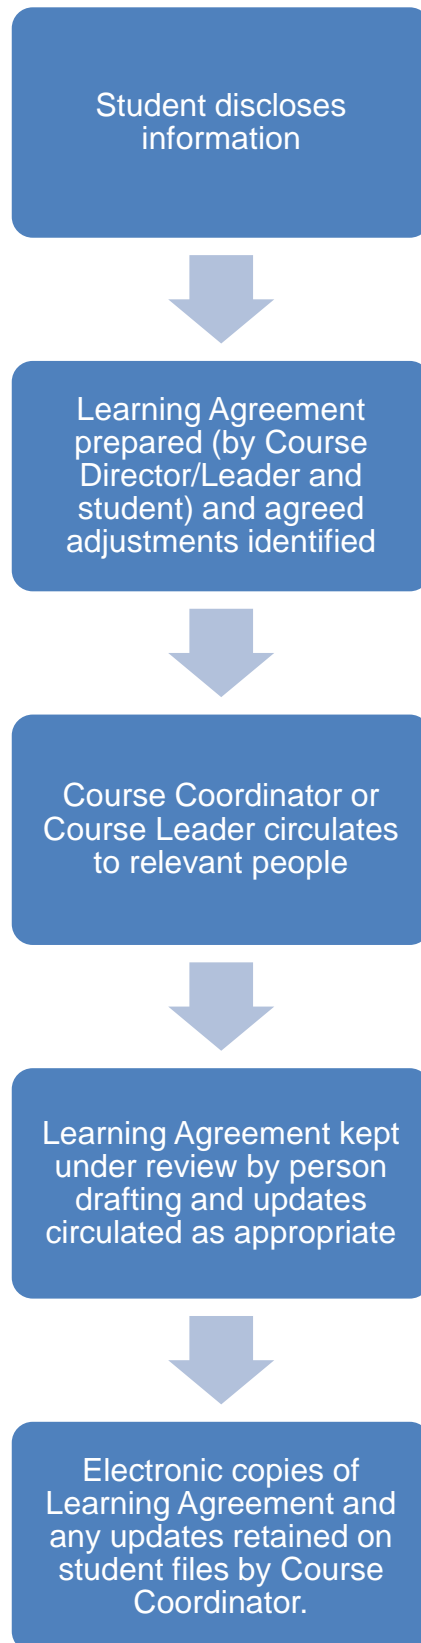 Student discloses
information
Learning Agreement
prepared (by Course
Director/Leader and
student) and agreed
adjustments identified
Course Coordinator or
Course Leader circulates
to relevant people
Learning Agreement kept
under review by person
drafting and updates
circulated as appropriate
Electronic copies of
Learning Agreement and
any updates retained on
student files by Course
Coordinator.